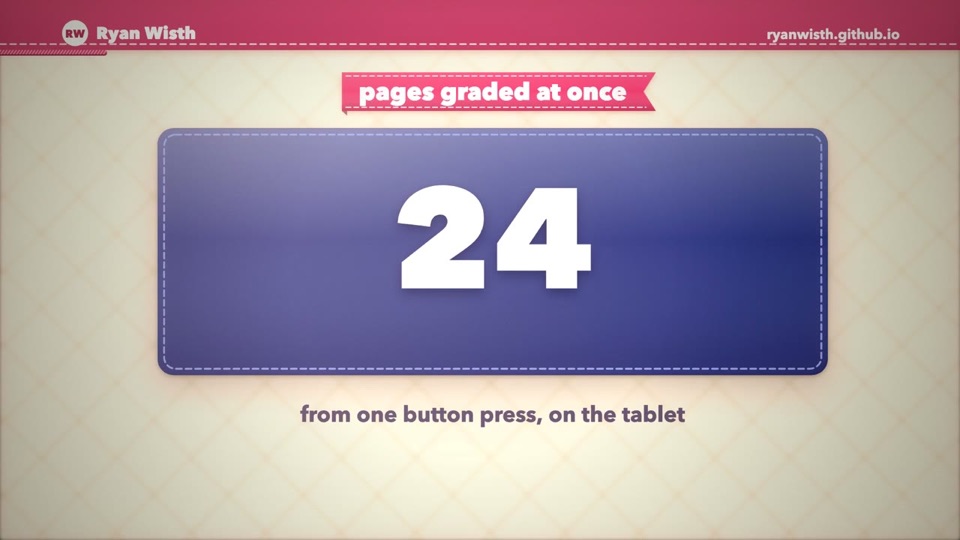 RW Ryan Wisth
ryanwisth.github.io
pages graded at once
24
from one button press, on the tablet